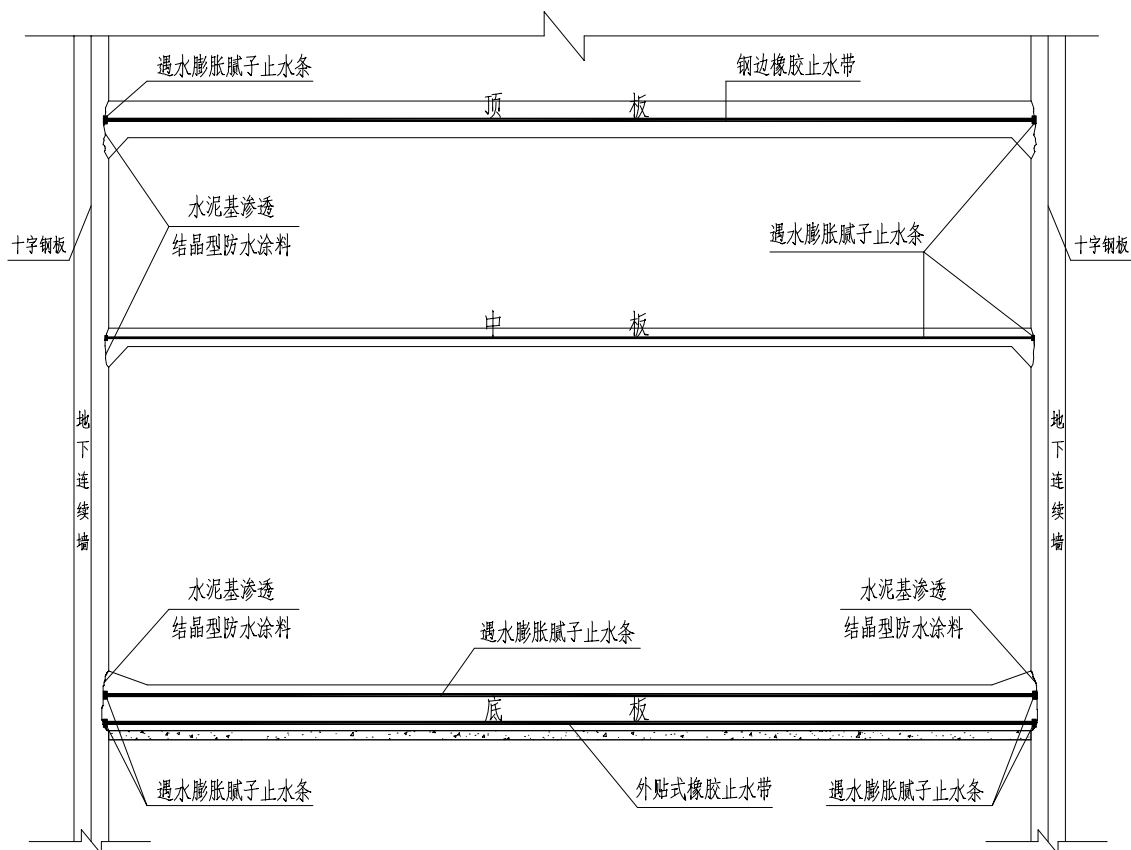 遇水膨胀腻子止水条
钢边橡胶止水带
顶 板
水泥基渗透
结晶型防水涂料
遇水膨胀腻子止水条
十字钢板
十字钢板
中 板
地下连续墙
地下连续墙
水泥基渗透
结晶型防水涂料
水泥基渗透
结晶型防水涂料
遇水膨胀腻子止水条
底 板
遇水膨胀腻子止水条
外贴式橡胶止水带
遇水膨胀腻子止水条